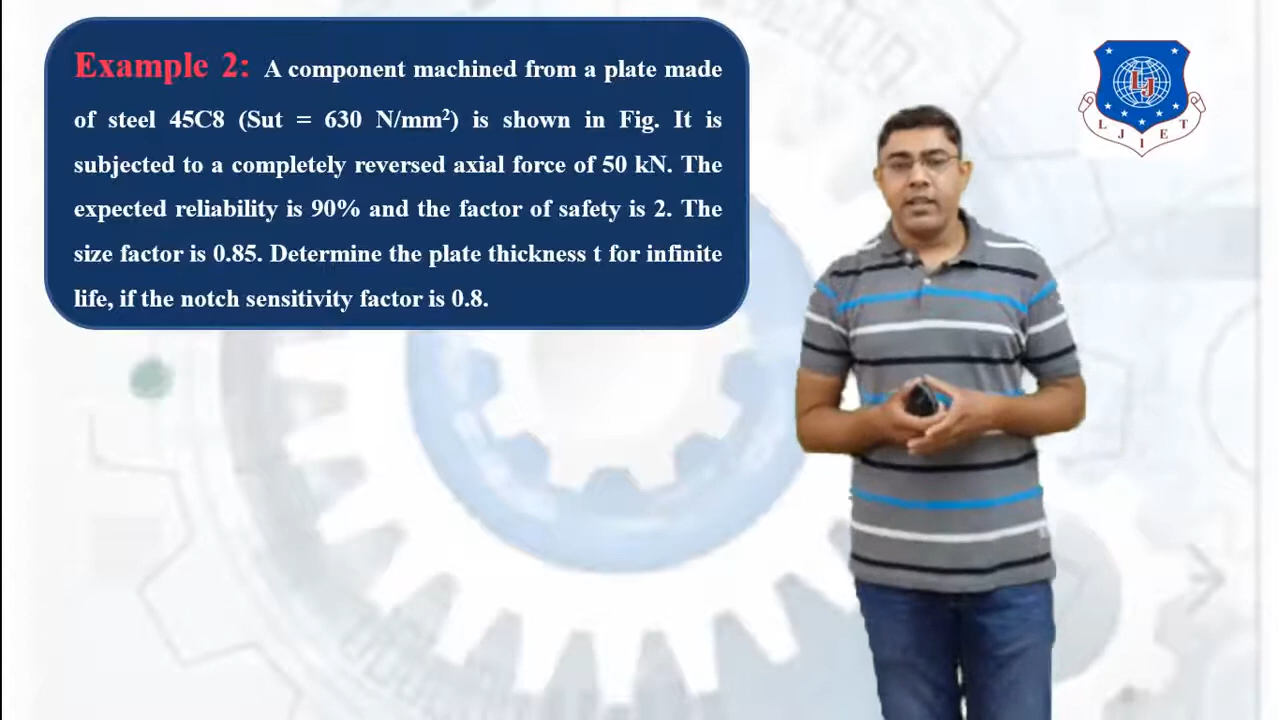 Example 2: A component machined from a plate made
of steel 45C8 (Sut = 630 N/mm²) is shown in Fig. It is
subjected to a completely reversed axial force of 50 kN. The
expected reliability is 90% and the factor of safety is 2. The
size factor is 0.85. Determine the plate thickness t for infinite
life, if the notch sensitivity factor is 0.8.
LJ
L J I E T